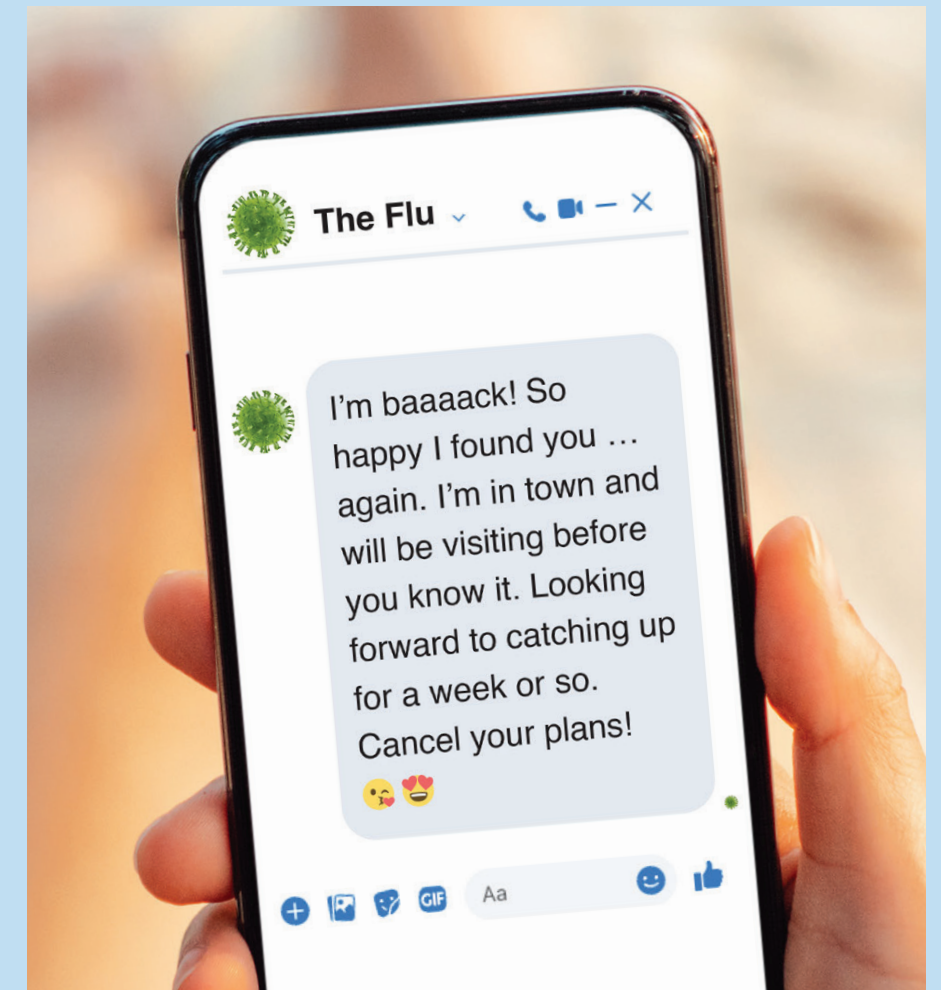 The Flu
I’m baaaack! So
happy I found you ...
again. I’m in town and
will be visiting before
you know it. Looking
forward to catching up
for a week or so.
Cancel your plans!
😘😍
GIF
Aa